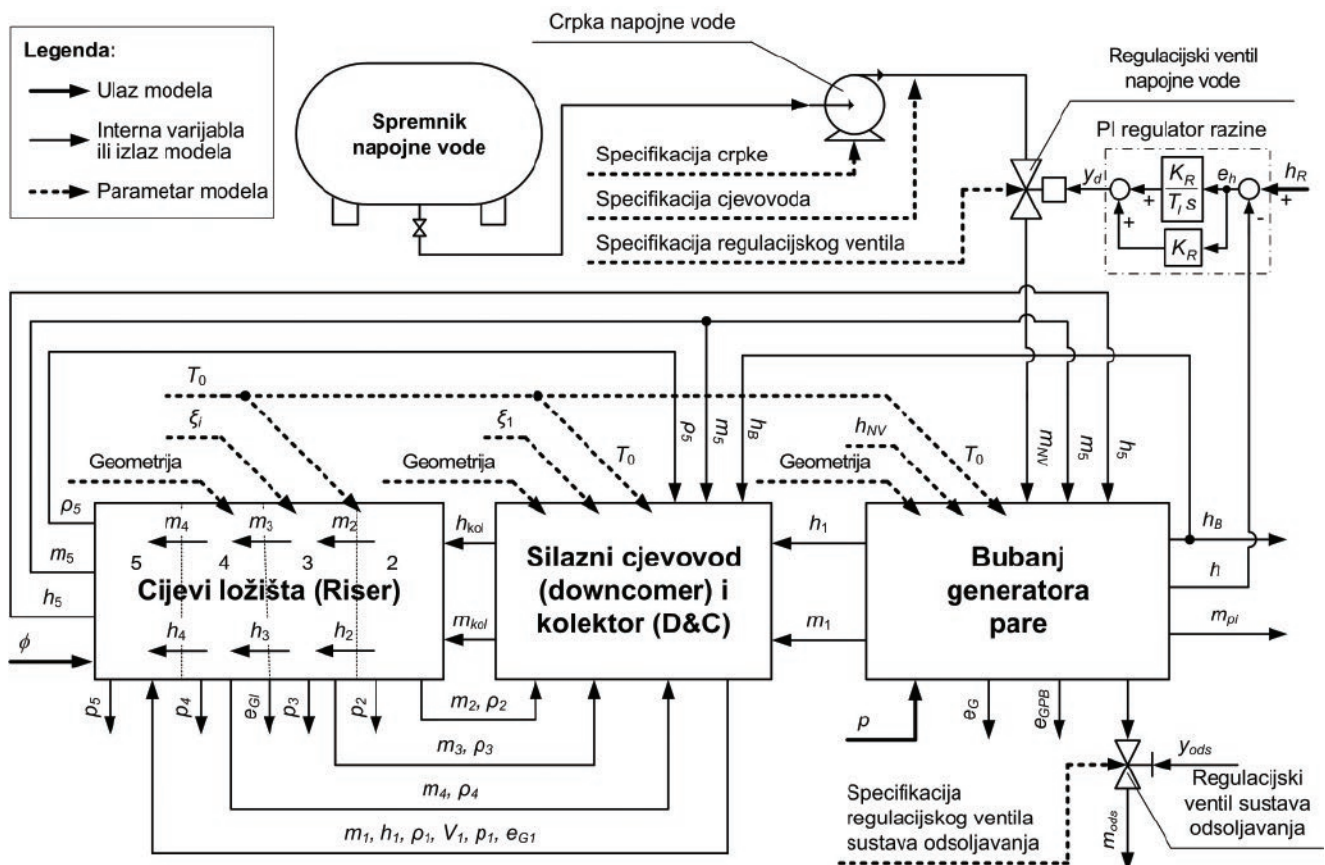 Legenda:
Ulaz modela
Interna varijabla
ili izlaz modela
Parametar modela
Crpka napojne vode
Spremnik
napojne vode
Specifikacija crpke
Specifikacija cjevovoda
Specifikacija regulacijskog ventila
Regulacijski ventil
napojne vode
PI regulator razine
y_d
K_R
T_I s
e_h
h_R
+
+
+
-
K_R
T_0
ξ_i
Geometrija
ξ_1
Geometrija
T_0
ρ_5
m_5
h_B
h_NV
Geometrija
T_0
m_NV
m_5
h_5
ρ_5
m_5
h_5
ϕ
m_4
m_3
m_2
5
4
3
2
Cijevi ložišta (Riser)
h_4
h_3
h_2
h_kol
m_kol
Silazni cjevovod
(downcomer) i
kolektor (D&C)
h_1
m_1
Bubanj
generatora
pare
h_B
h
m_pi
p_5
p_4
e_GI
p_3
p_2
m_2, ρ_2
m_3, ρ_3
m_4, ρ_4
m_1, h_1, ρ_1, V_1, p_1, e_G1
p
e_G
e_GPB
y_ods
Specifikacija
regulacijskog ventila
sustava odsoljavanja
m_ods
Regulacijski
ventil sustava
odsoljavanja